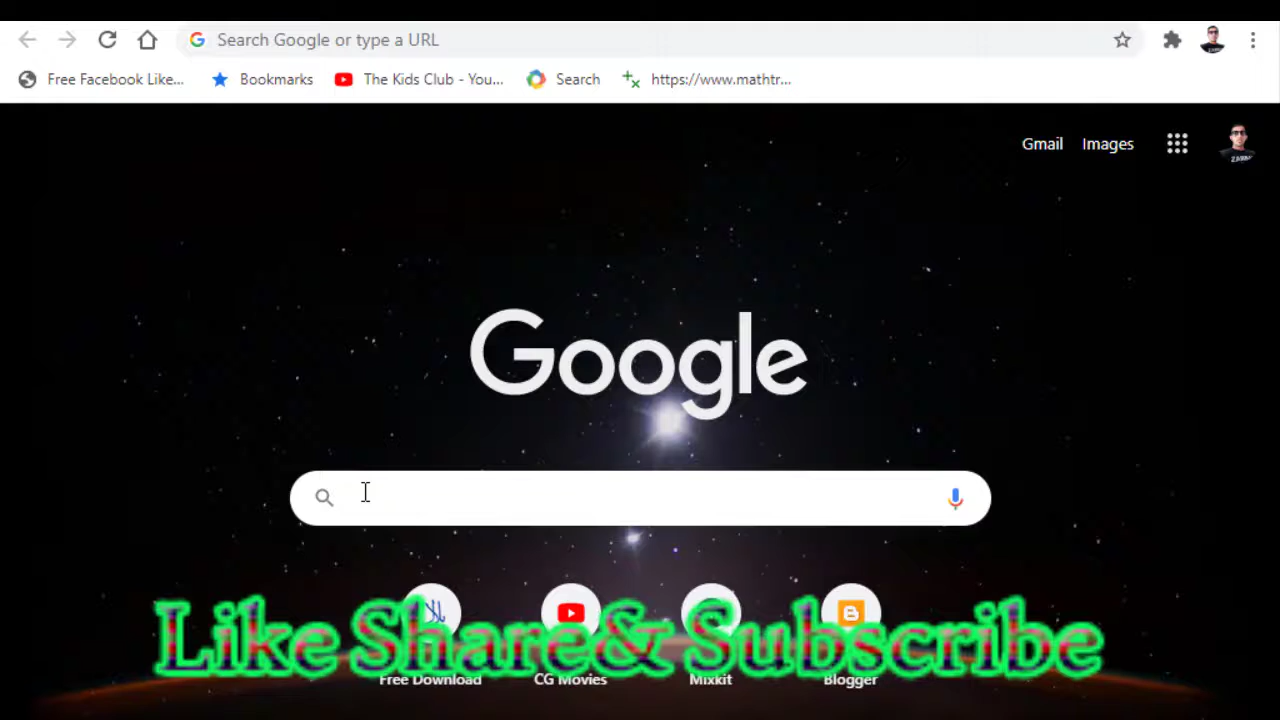 Search Google or type a URL
Free Facebook Like... Bookmarks The Kids Club - You... Search https://www.mathtr...
Gmail Images
Google
Like Share& Subscribe
Free Download CG Movies Mixkit Blogger